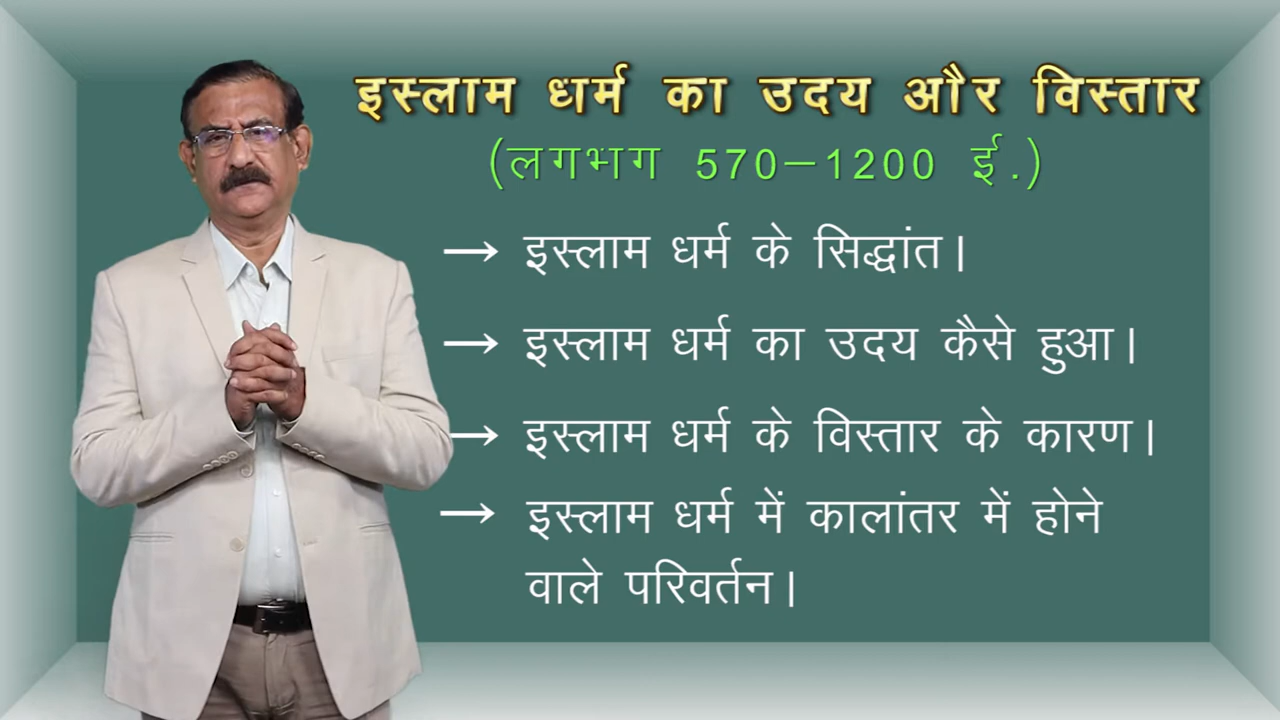 इस्लाम धर्म का उदय और विस्तार
(लगभग 570–1200 ई.)
→ इस्लाम धर्म के सिद्धांत।
→ इस्लाम धर्म का उदय कैसे हुआ।
→ इस्लाम धर्म के विस्तार के कारण।
→ इस्लाम धर्म में कालांतर में होने
वाले परिवर्तन।